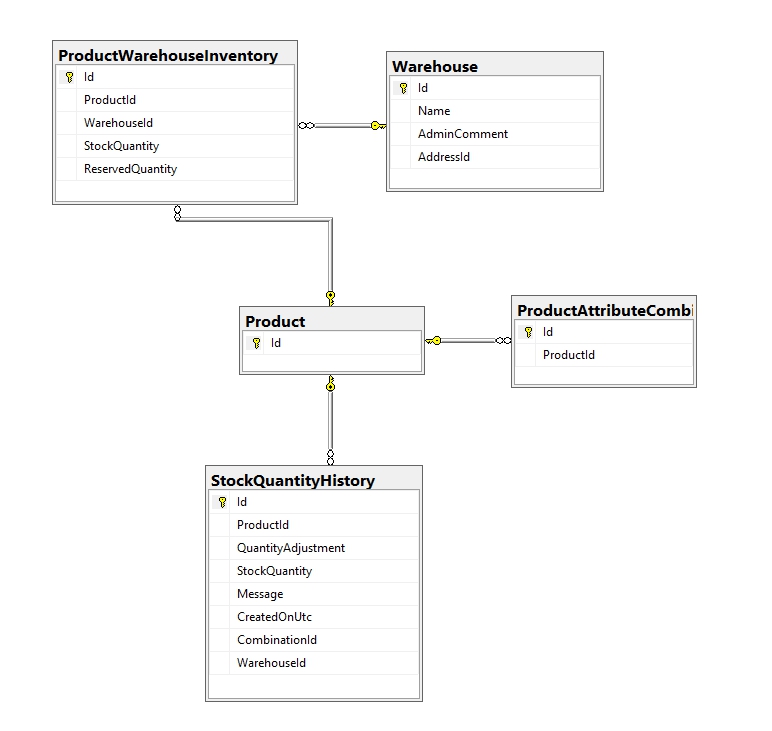 ProductWarehouseInventory
Id
ProductId
WarehouseId
StockQuantity
ReservedQuantity
Warehouse
Id
Name
AdminComment
AddressId
Product
Id
ProductAttributeCombi
Id
ProductId
StockQuantityHistory
Id
ProductId
QuantityAdjustment
StockQuantity
Message
CreatedOnUtc
CombinationId
WarehouseId